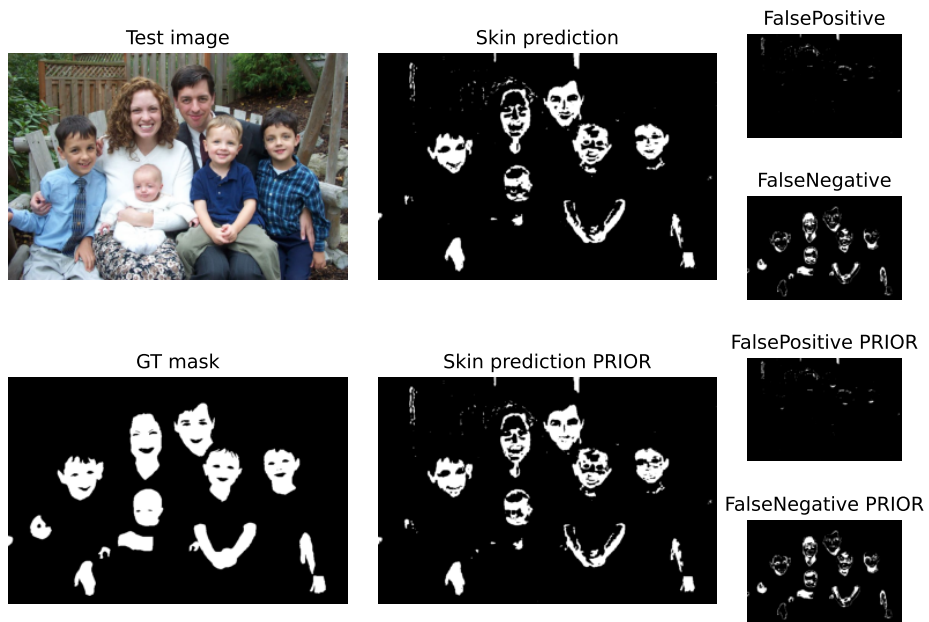 Test image
Skin prediction
FalsePositive
FalseNegative
GT mask
Skin prediction PRIOR
FalsePositive PRIOR
FalseNegative PRIOR